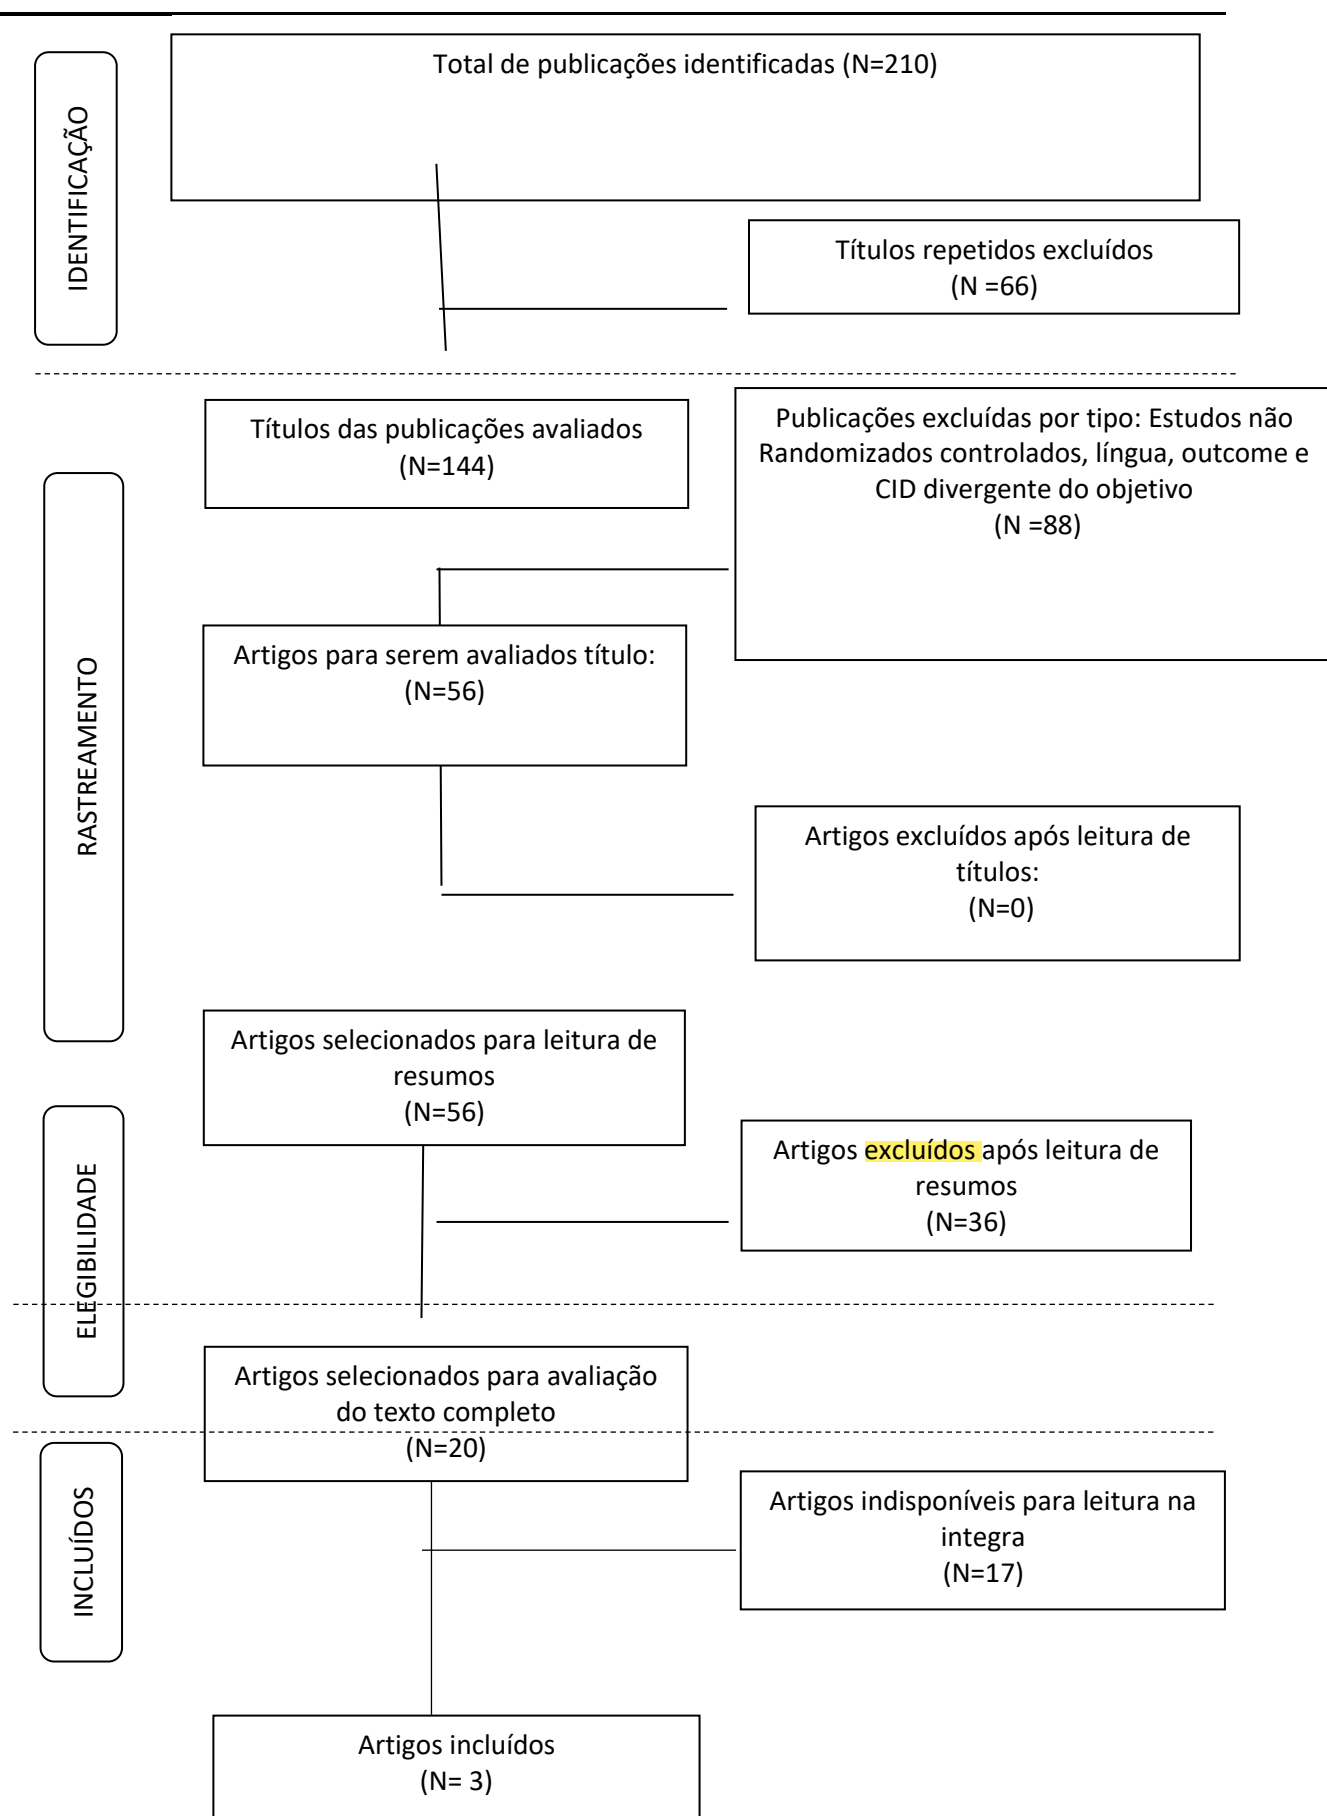 Total de publicações identificadas (N=210)
IDENTIFICAÇÃO
Títulos repetidos excluídos
(N =66)
Títulos das publicações avaliados
(N=144)
Publicações excluídas por tipo: Estudos não
Randomizados controlados, língua, outcome e
CID divergente do objetivo
(N =88)
RASTREAMENTO
Artigos para serem avaliados título:
(N=56)
Artigos excluídos após leitura de
títulos:
(N=0)
Artigos selecionados para leitura de
resumos
(N=56)
ELEGIBILIDADE
Artigos excluídos após leitura de
resumos
(N=36)
Artigos selecionados para avaliação
do texto completo
(N=20)
INCLUÍDOS
Artigos indisponíveis para leitura na
integra
(N=17)
Artigos incluídos
(N= 3)